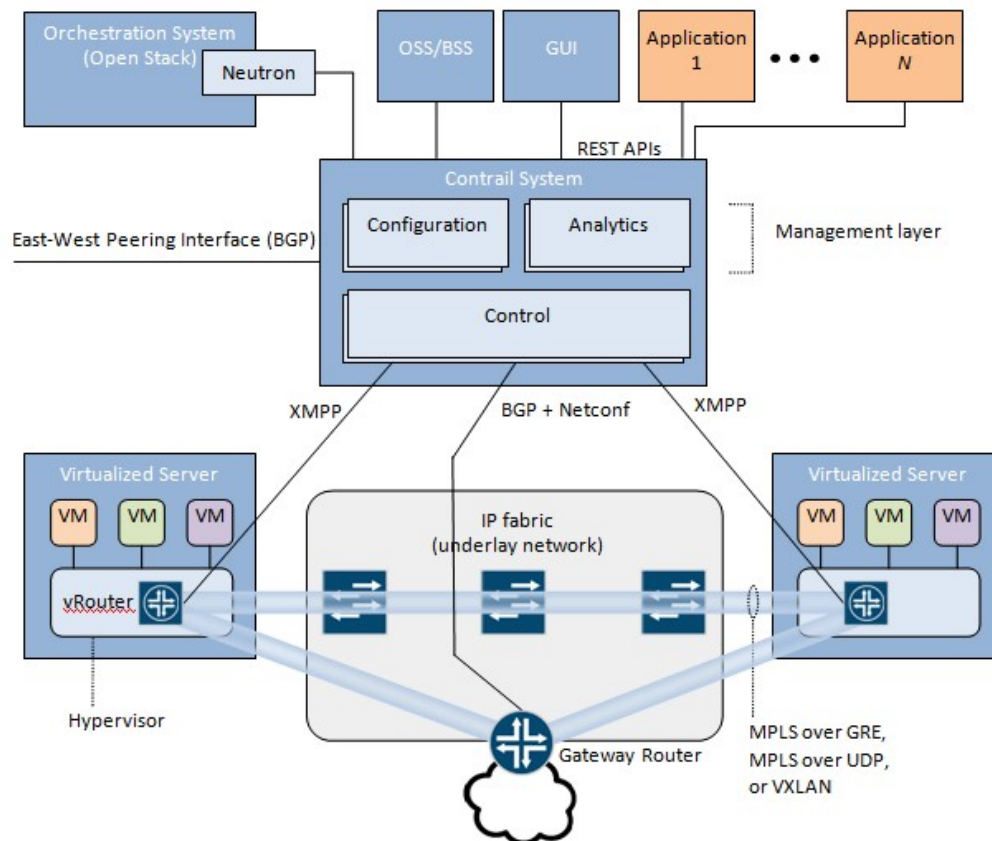 Orchestration System
(Open Stack)
Neutron
OSS/BSS
GUI
Application
1
Application
N
REST APIs
Contrail System
Configuration
Analytics
Management layer
East-West Peering Interface (BGP)
Control
XMPP
BGP + Netconf
XMPP
Virtualized Server
VM
VM
VM
vRouter
Hypervisor
IP fabric
(underlay network)
Virtualized Server
VM
VM
VM
Gateway Router
MPLS over GRE,
MPLS over UDP,
or VXLAN